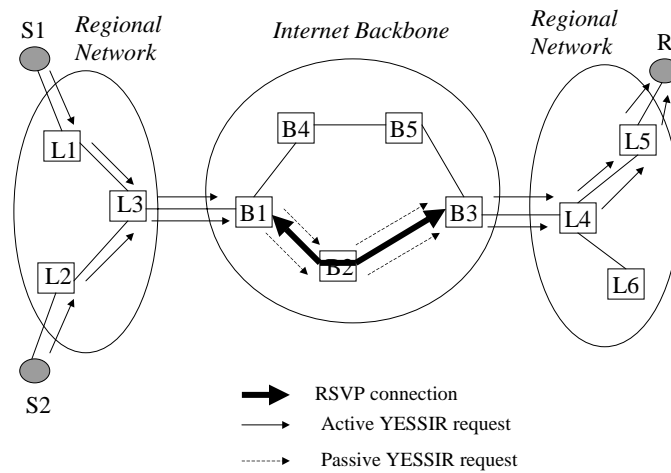 S1
Regional
Network
Internet Backbone
Regional
Network
R
B4
B5
L1
L5
L3
B1
B3
L4
L2
B2
L6
S2
RSVP connection
Active YESSIR request
Passive YESSIR request